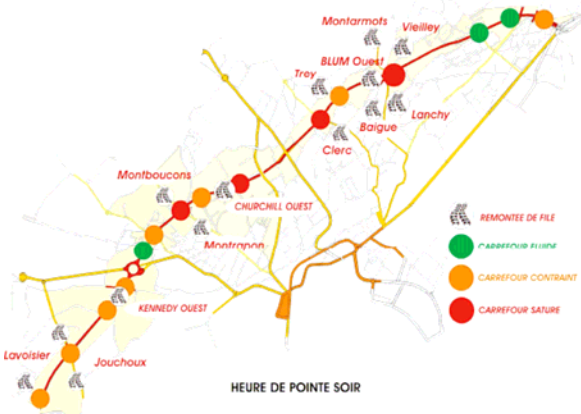 Montarmots
Vieilley
BLUM Ouest
Trey
Lanchy
Baigue
Clerc
Montboucons
CHURCHILL OUEST
Montrapon
REMONTEE DE FILE
CARREFOUR FLUIDE
CARREFOUR CONTRAINT
CARREFOUR SATURE
KENNEDY OUEST
Lavoisier
Jouchoux
HEURE DE POINTE SOIR